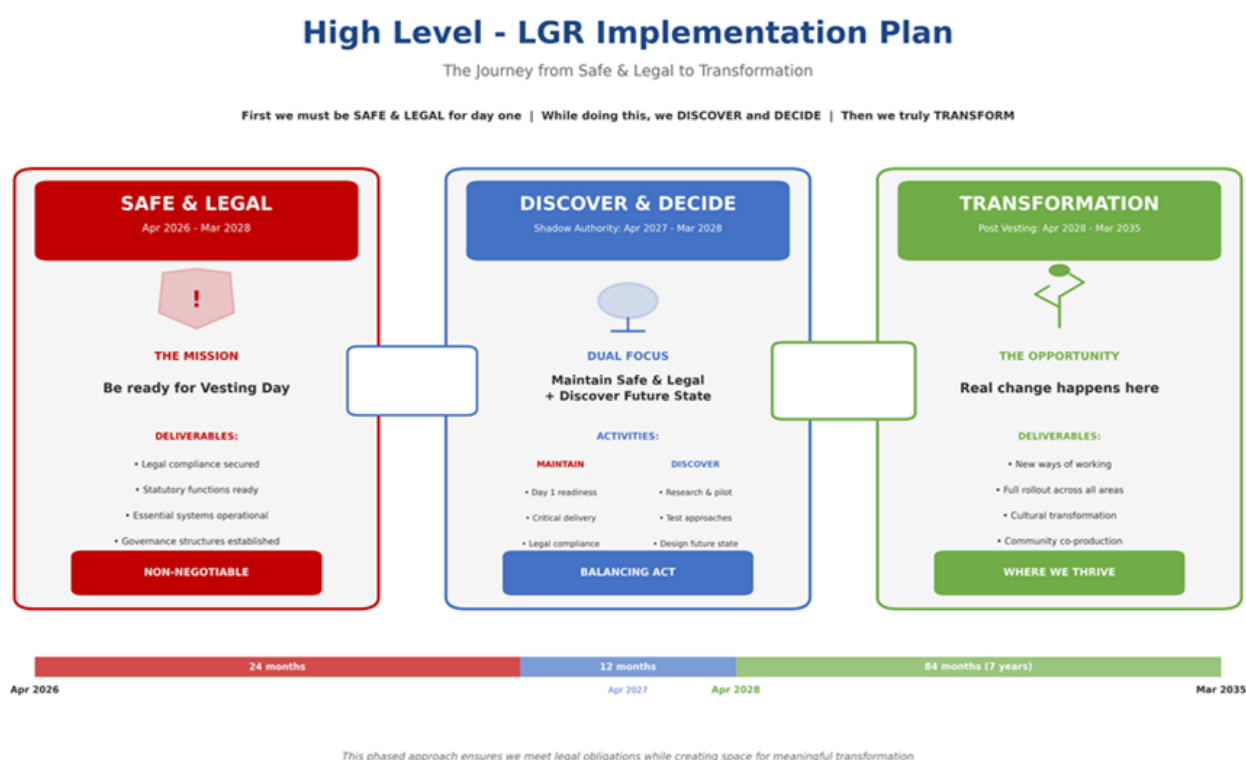 High Level - LGR Implementation Plan
The Journey from Safe & Legal to Transformation
First we must be SAFE & LEGAL for day one | While doing this, we DISCOVER and DECIDE | Then we truly TRANSFORM
SAFE & LEGAL
Apr 2026 - Mar 2028
!
THE MISSION
Be ready for Vesting Day
DELIVERABLES:
• Legal compliance secured
• Statutory functions ready
• Essential systems operational
• Governance structures established
NON-NEGOTIABLE
DISCOVER & DECIDE
Shadow Authority: Apr 2027 - Mar 2028
DUAL FOCUS
Maintain Safe & Legal
+ Discover Future State
ACTIVITIES:
MAINTAIN
• Day 1 readiness
• Critical delivery
• Legal compliance
DISCOVER
• Research & pilot
• Test approaches
• Design future state
BALANCING ACT
TRANSFORMATION
Post Vesting: Apr 2028 - Mar 2035
THE OPPORTUNITY
Real change happens here
DELIVERABLES:
• New ways of working
• Full rollout across all areas
• Cultural transformation
• Community co-production
WHERE WE THRIVE
24 months
12 months
84 months (7 years)
Apr 2026
Apr 2027
Apr 2028
Mar 2035
This phased approach ensures we meet legal obligations while creating space for meaningful transformation